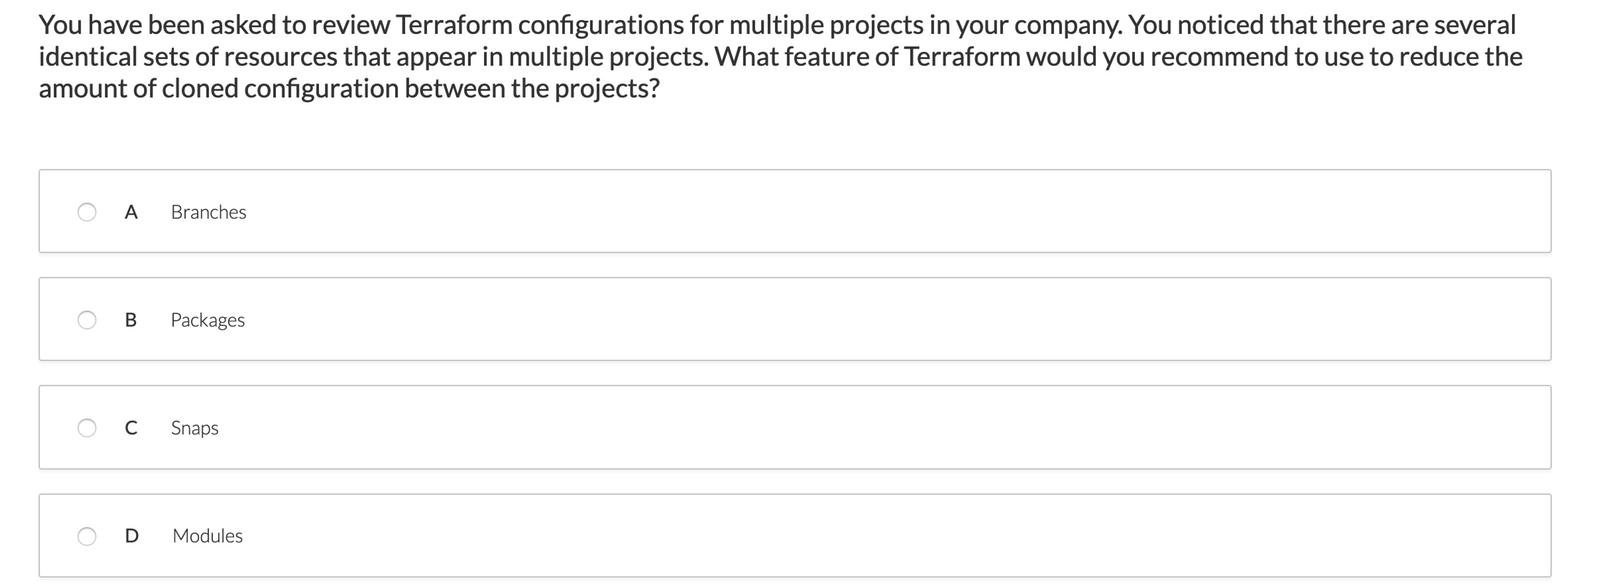 You have been asked to review Terraform configurations for multiple projects in your company. You noticed that there are several
identical sets of resources that appear in multiple projects. What feature of Terraform would you recommend to use to reduce the
amount of cloned configuration between the projects?
A Branches
B Packages
C Snaps
D Modules